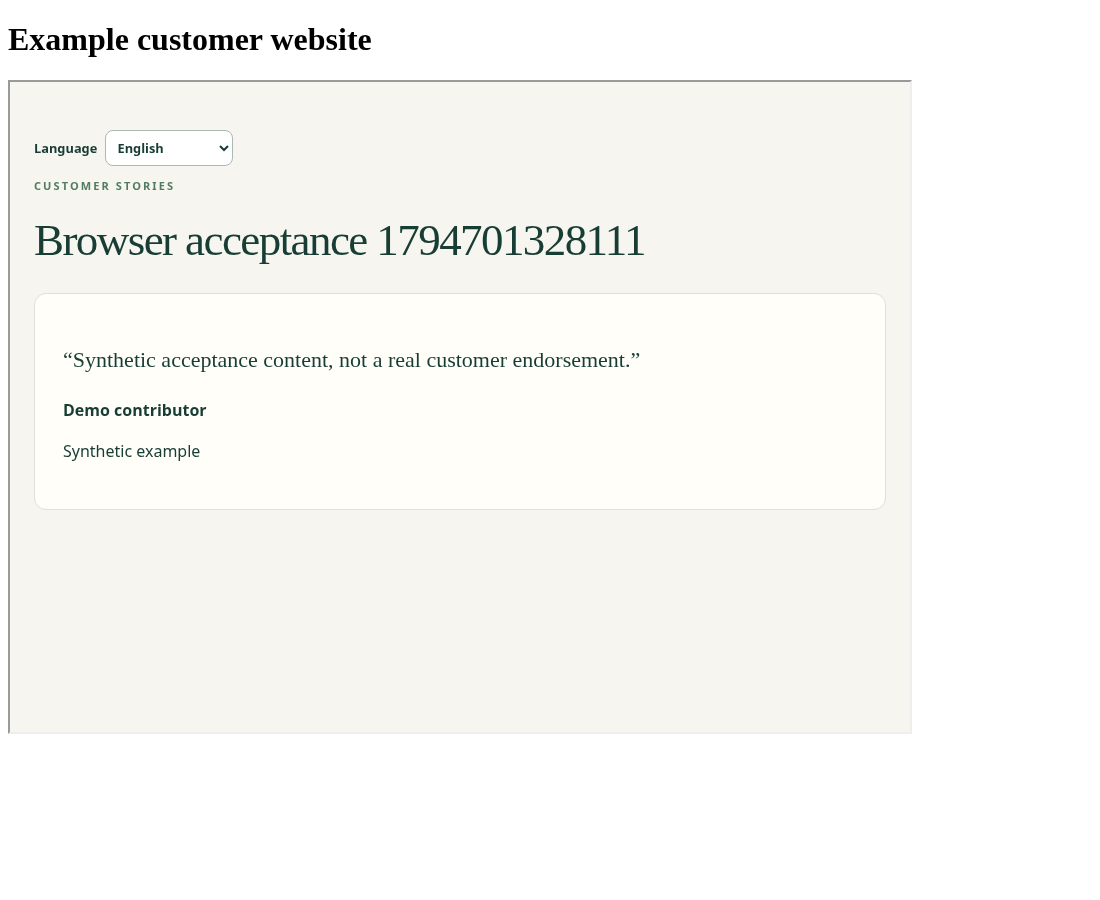 Example customer website
Language English
CUSTOMER STORIES
Browser acceptance 1794701328111
“Synthetic acceptance content, not a real customer endorsement.”
Demo contributor
Synthetic example